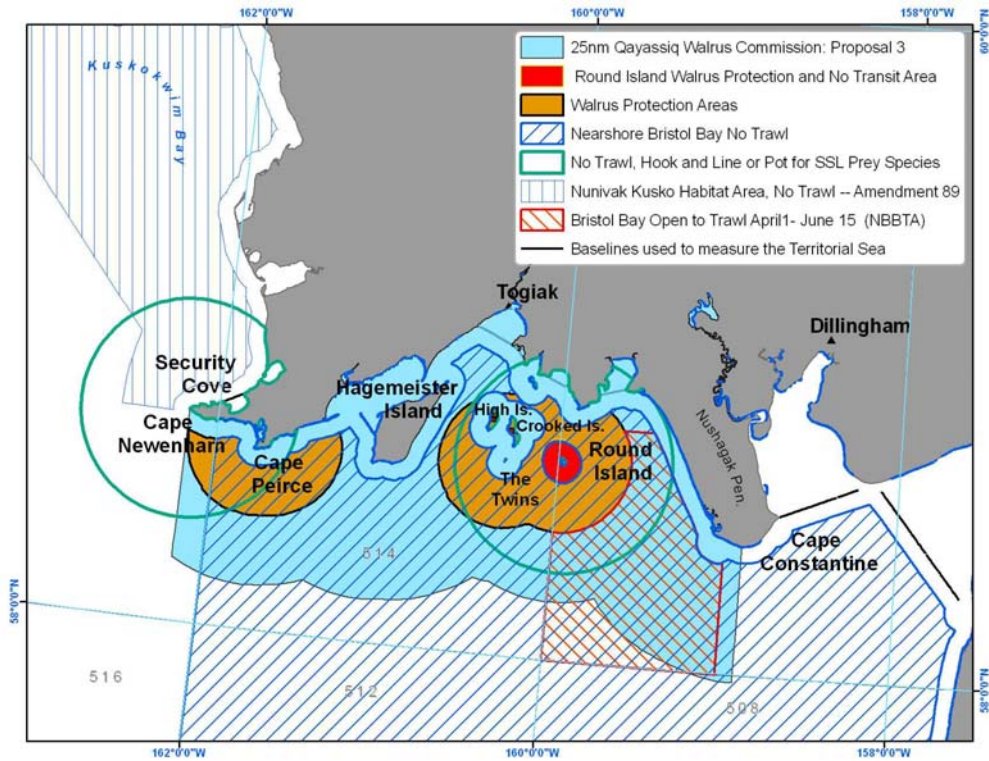 162°0'0"W
160°0'0"W
158°0'0"W
60°0'0"N
Kuskokwim Bay
25nm Qayassiq Walrus Commission: Proposal 3
Round Island Walrus Protection and No Transit Area
Walrus Protection Areas
Nearshore Bristol Bay No Trawl
No Trawl, Hook and Line or Pot for SSL Prey Species
Nunivak Kusko Habitat Area, No Trawl -- Amendment 89
Bristol Bay Open to Trawl April1- June 15 (NBBTA)
Baselines used to measure the Territorial Sea
Togiak
Dillingham
Security
Cove
Hagemeister
Island
High Is.
Crooked Is.
Cape
Newenham
Cape
Peirce
Round
Island
The
Twins
Nushagak Pen.
Cape
Constantine
514
58°0'0"N
516
512
508
58°0'0"N
162°0'0"W
160°0'0"W
158°0'0"W